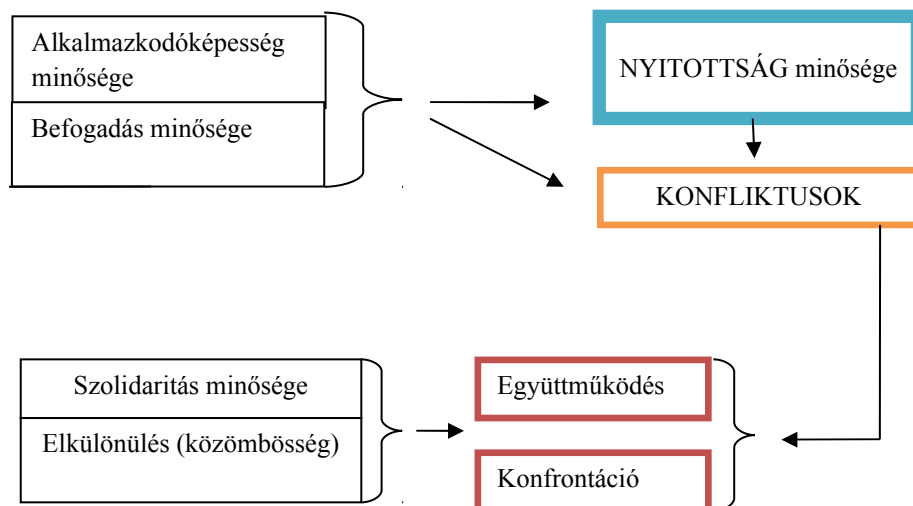 Alkalmazkodóképesség
minősége
Befogadás minősége
NYITOTTSÁG minősége
KONFLIKTUSOK
Szolidaritás minősége
Elkülönülés (közömbösség)
Együttműködés
Konfrontáció